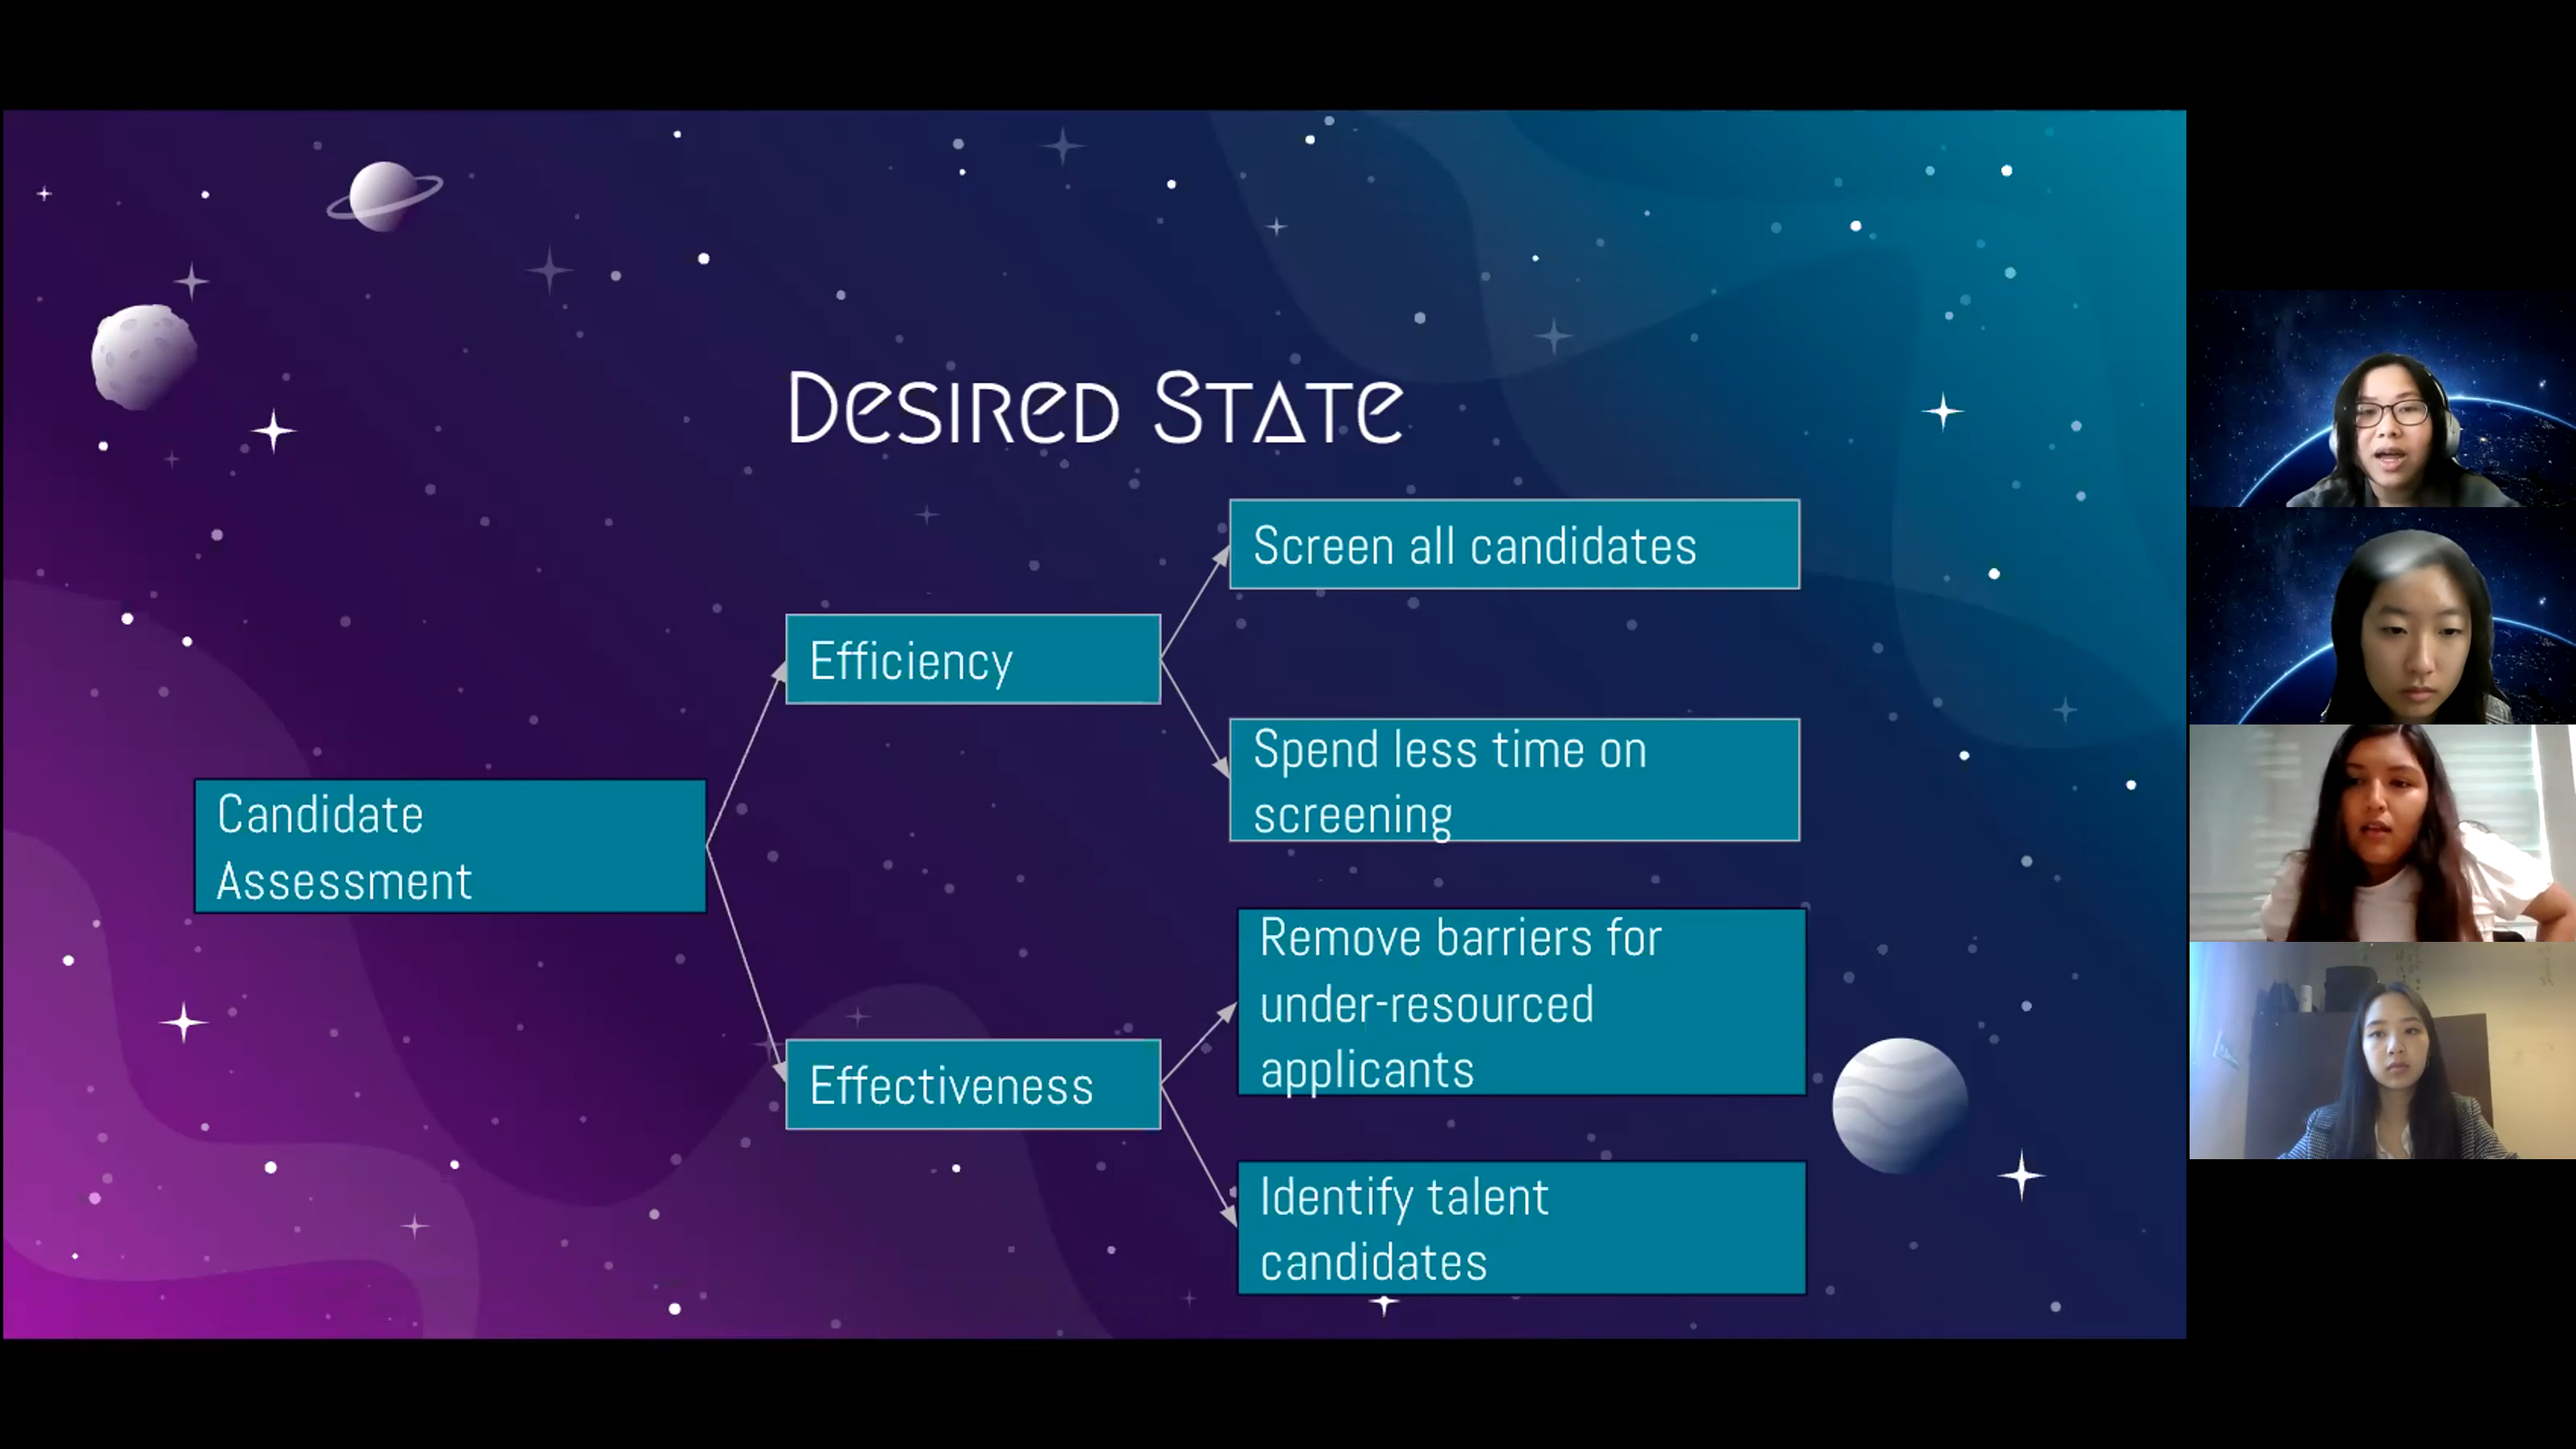 Desired State
Screen all candidates
Efficiency
Spend less time on
screening
Candidate
Assessment
Remove barriers for
under-resourced
applicants
Effectiveness
Identify talent
candidates